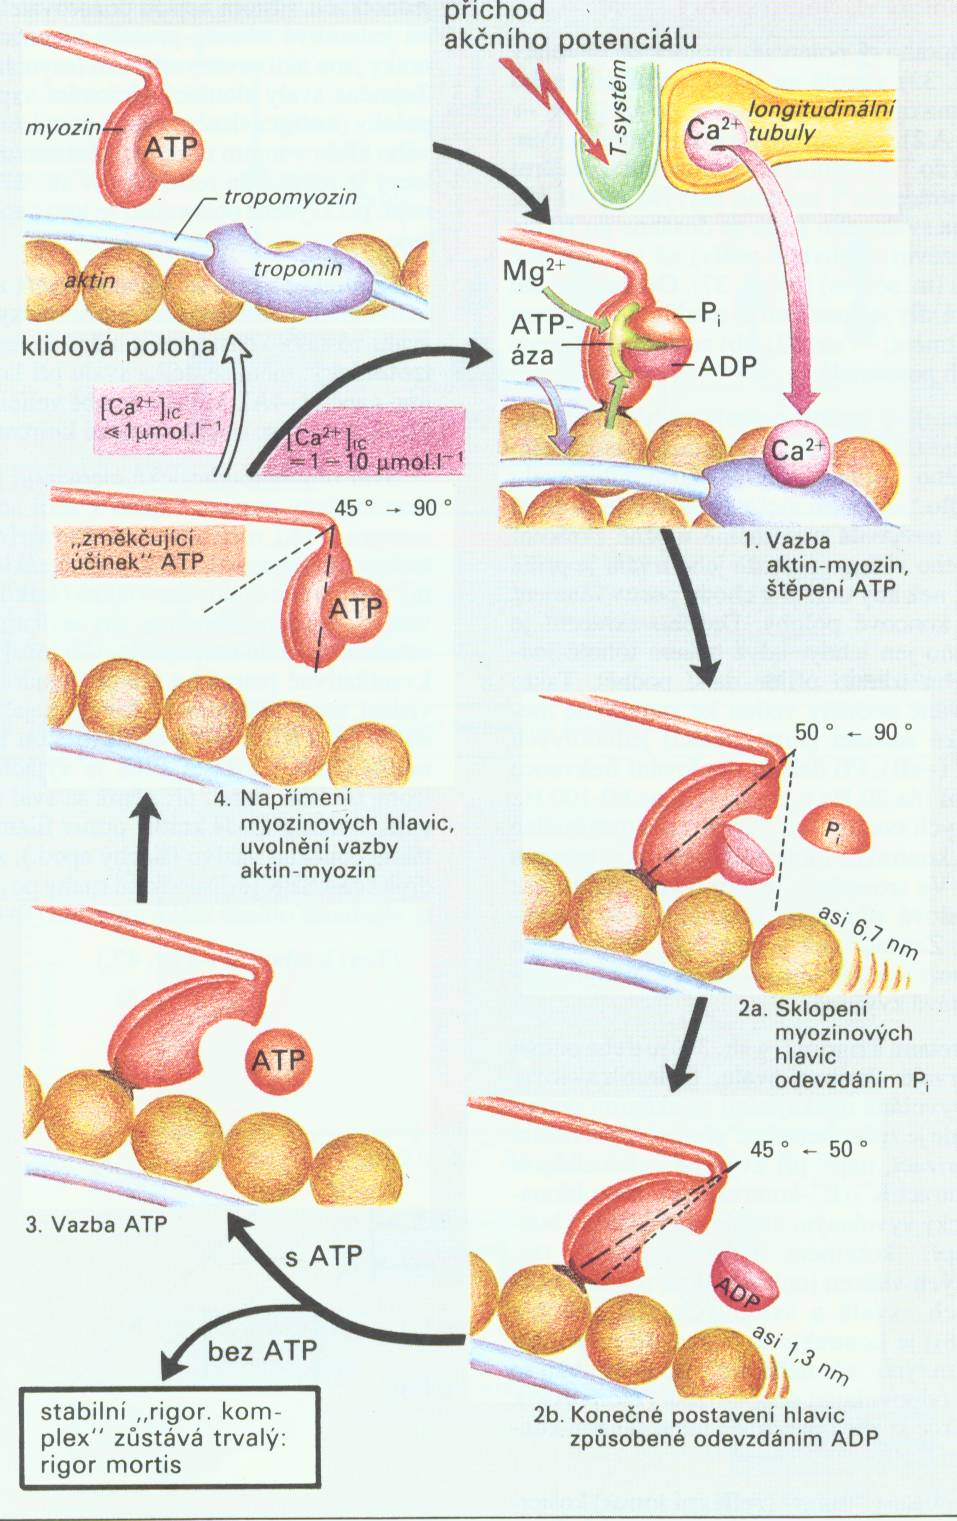 příchod
akčního potenciálu
T-systém
Ca²⁺
longitudinální
tubuly
myozin
ATP
tropomyozin
aktin
troponin
klidová poloha
Mg²⁺
ATP-
áza
Pᵢ
ADP
Ca²⁺
[Ca²⁺]IC
≪1μmol.l⁻¹
[Ca²⁺]IC
=1–10 μmol.l⁻¹
1. Vazba
aktin-myozin,
štěpení ATP
45° → 90°
„změkčující
účinek“ ATP
ATP
4. Napřímení
myozinových hlavic,
uvolnění vazby
aktin-myozin
50° ← 90°
Pᵢ
asi 6,7 nm
2a. Sklopení
myozinových
hlavic
odevzdáním Pᵢ
ATP
3. Vazba ATP
45° ← 50°
ADP
asi 1,3 nm
2b. Konečné postavení hlavic
způsobené odevzdáním ADP
s ATP
bez ATP
stabilní „rigor. kom-
plex“ zůstává trvalý:
rigor mortis